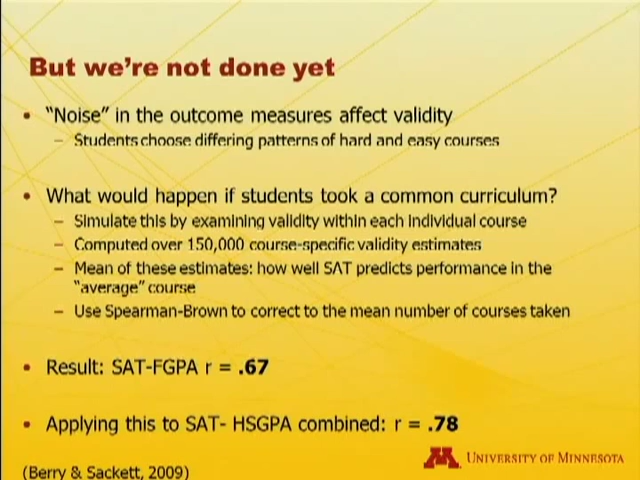 But we're not done yet
• "Noise" in the outcome measures affect validity
– Students choose differing patterns of hard and easy courses
• What would happen if students took a common curriculum?
– Simulate this by examining validity within each individual course
– Computed over 150,000 course-specific validity estimates
– Mean of these estimates: how well SAT predicts performance in the
"average" course
– Use Spearman-Brown to correct to the mean number of courses taken
• Result: SAT-FGPA r = .67
• Applying this to SAT- HSGPA combined: r = .78
(Berry & Sackett, 2009)
M UNIVERSITY OF MINNESOTA